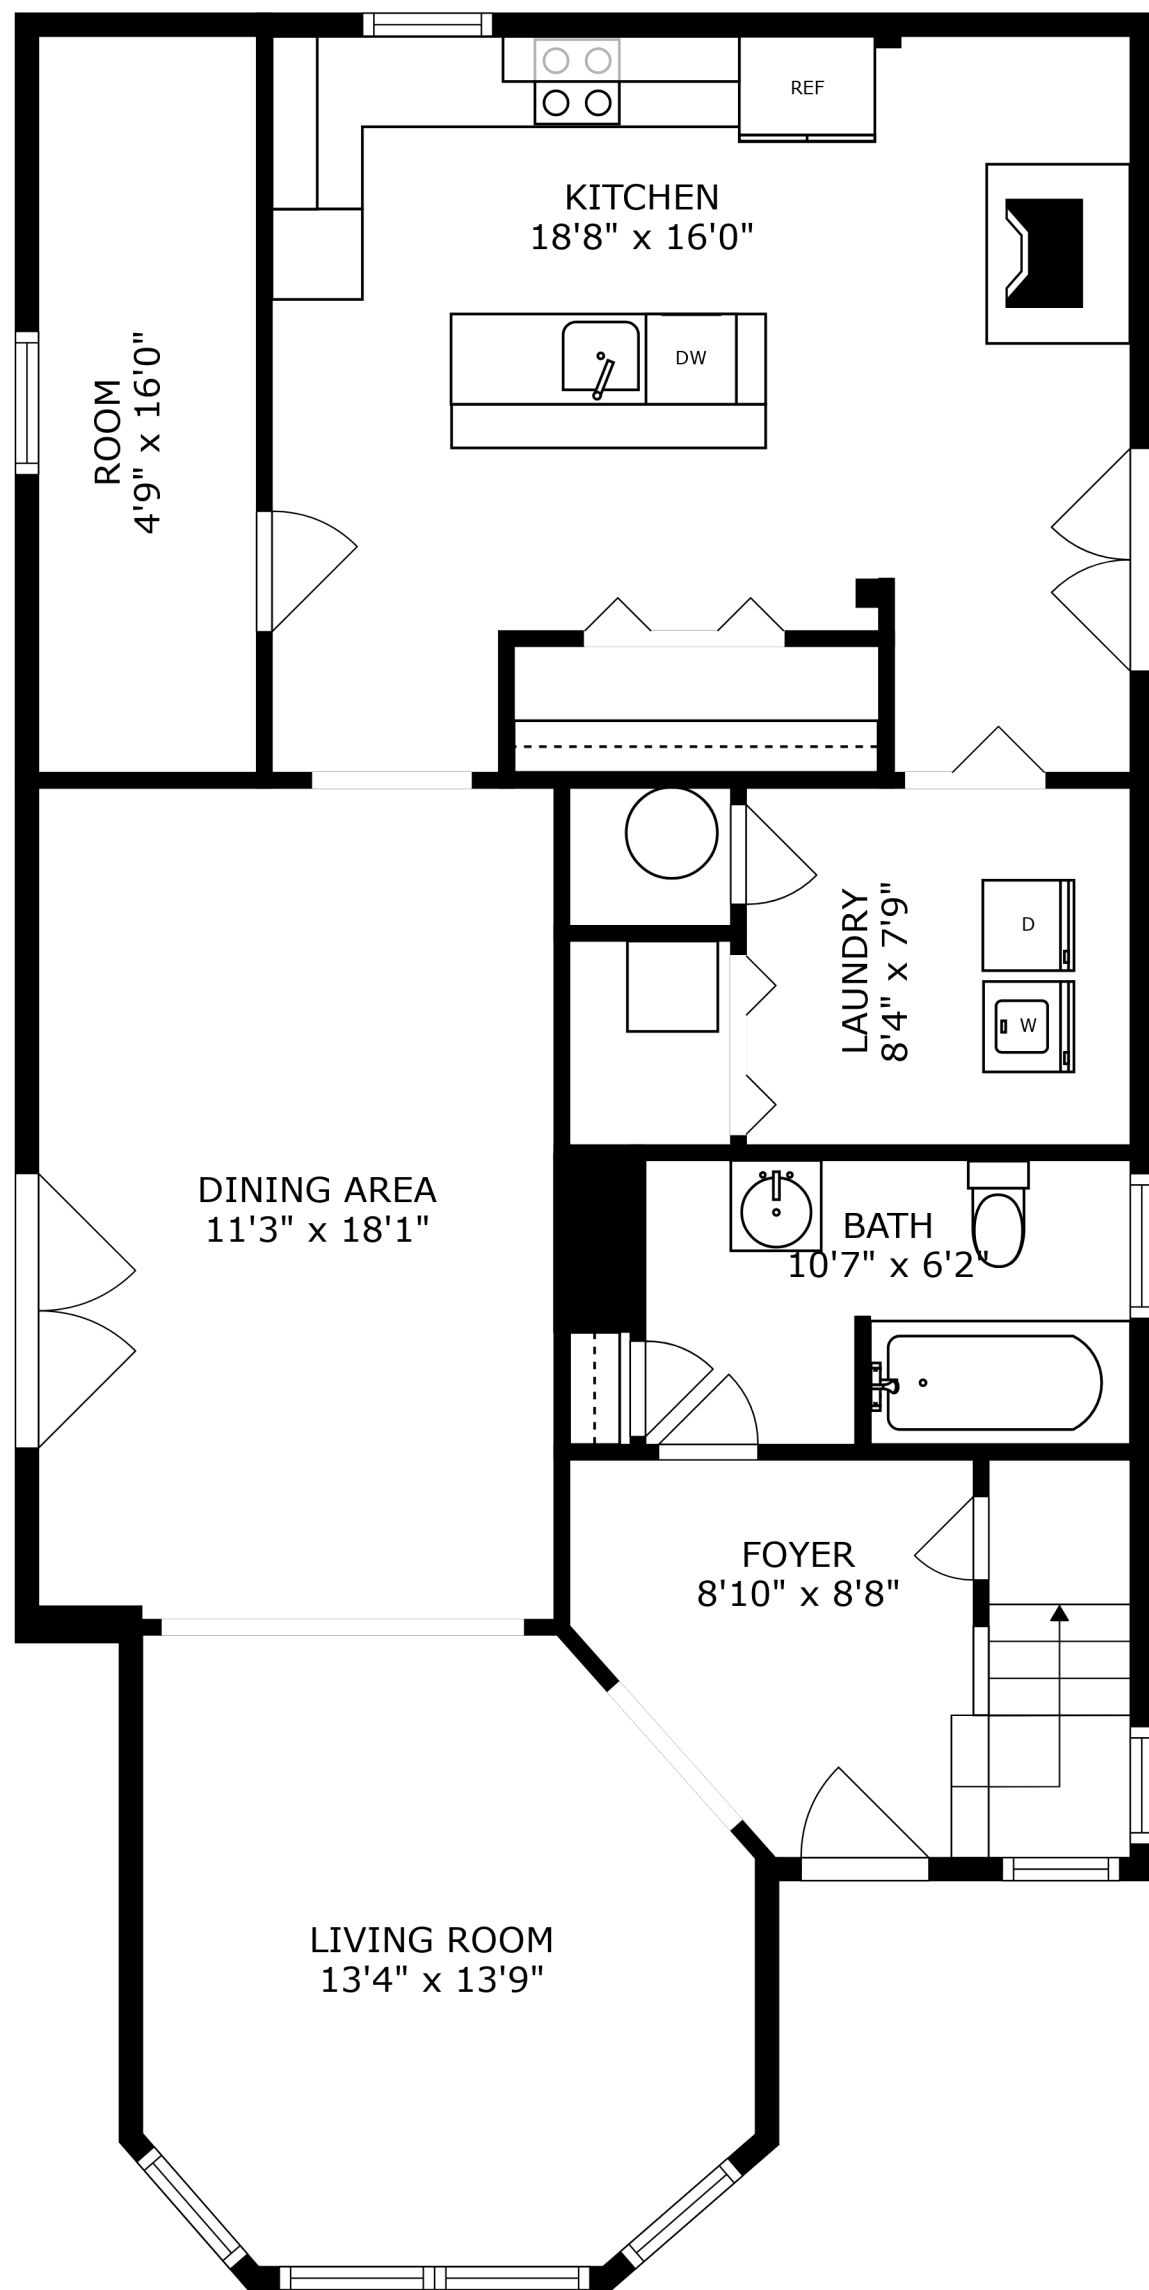 REF
KITCHEN
18'8" x 16'0"
DW
ROOM
4'9" x 16'0"
LAUNDRY
8'4" x 7'9"
D
W
DINING AREA
11'3" x 18'1"
BATH
10'7" x 6'2"
FOYER
8'10" x 8'8"
LIVING ROOM
13'4" x 13'9"